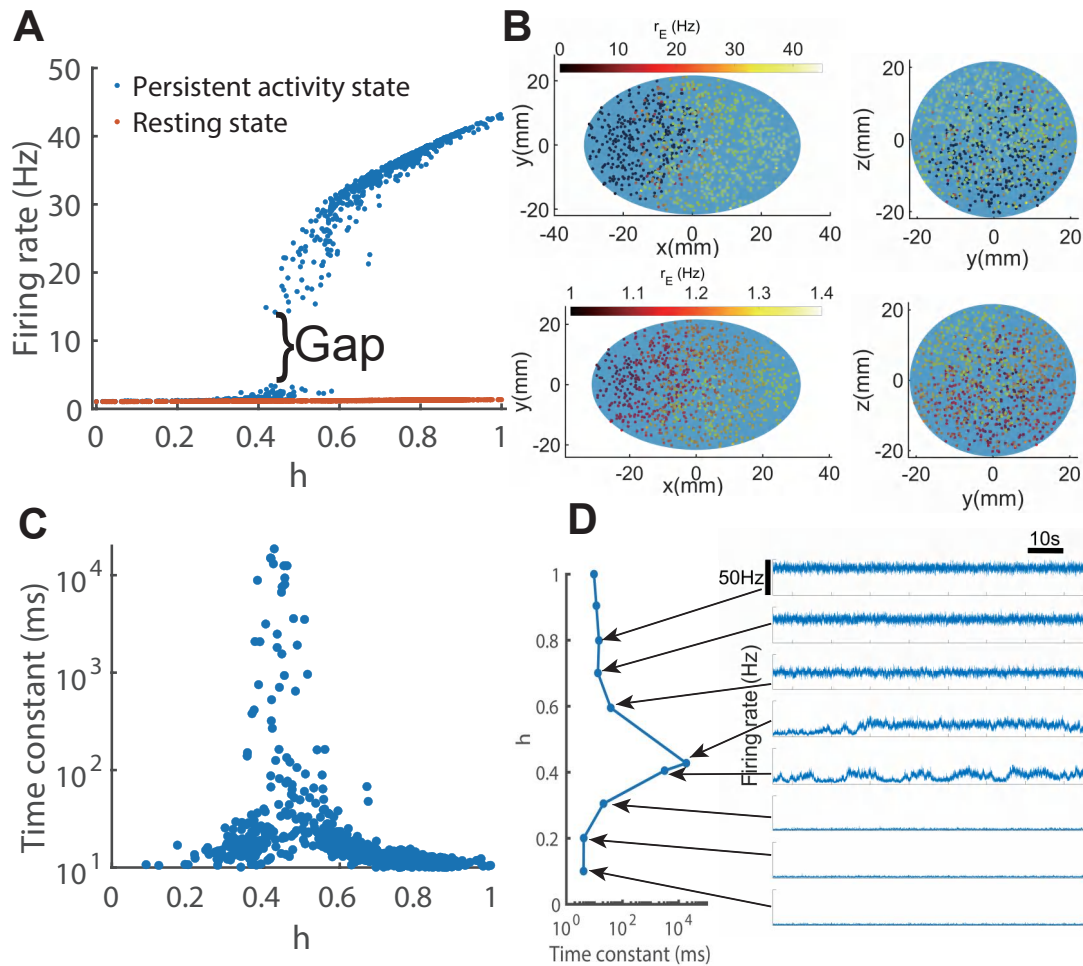 A
Firing rate (Hz)
50
40
30
20
10
0
Persistent activity state
Resting state
}Gap
0 0.2 0.4 0.6 0.8 1
h
B
r_E (Hz)
0 10 20 30 40
y(mm)
20
0
-20
-40 -20 0 20 40
x(mm)
z(mm)
20
10
0
-10
-20
-20 0 20
y(mm)
r_E (Hz)
1 1.1 1.2 1.3 1.4
y(mm)
20
0
-20
-20 0 20 40
x(mm)
z(mm)
20
10
0
-10
-20
-20 0 20
y(mm)
C
Time constant (ms)
10^4
10^3
10^2
10^1
0 0.2 0.4 0.6 0.8 1
h
D
10s
50Hz
h
1
0.8
0.6
0.4
0.2
0
10^0 10^2 10^4
Time constant (ms)
Firing rate (Hz)